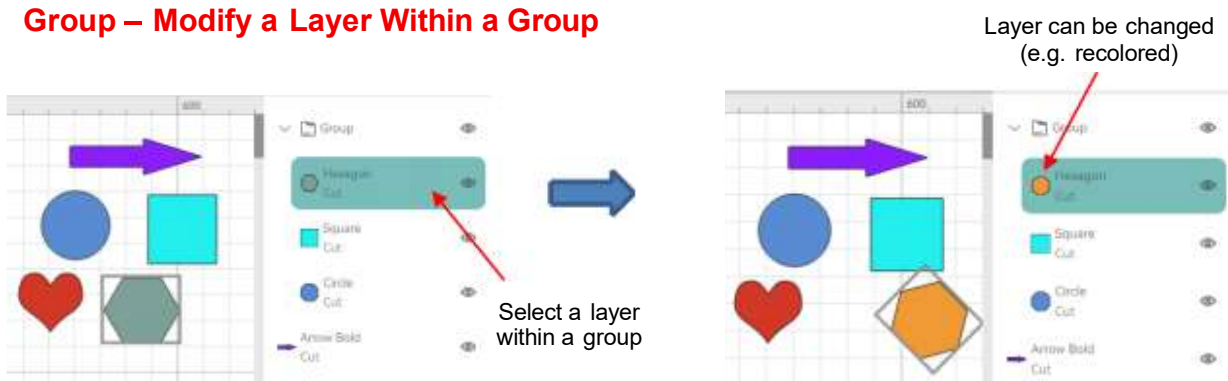 Group – Modify a Layer Within a Group
Layer can be changed
(e.g. recolored)
600
Group
Hexagon
Cut
Square
Cut
Circle
Cut
Arrow Bold
Cut
Select a layer
within a group
600
Group
Hexagon
Cut
Square
Cut
Circle
Cut
Arrow Bold
Cut